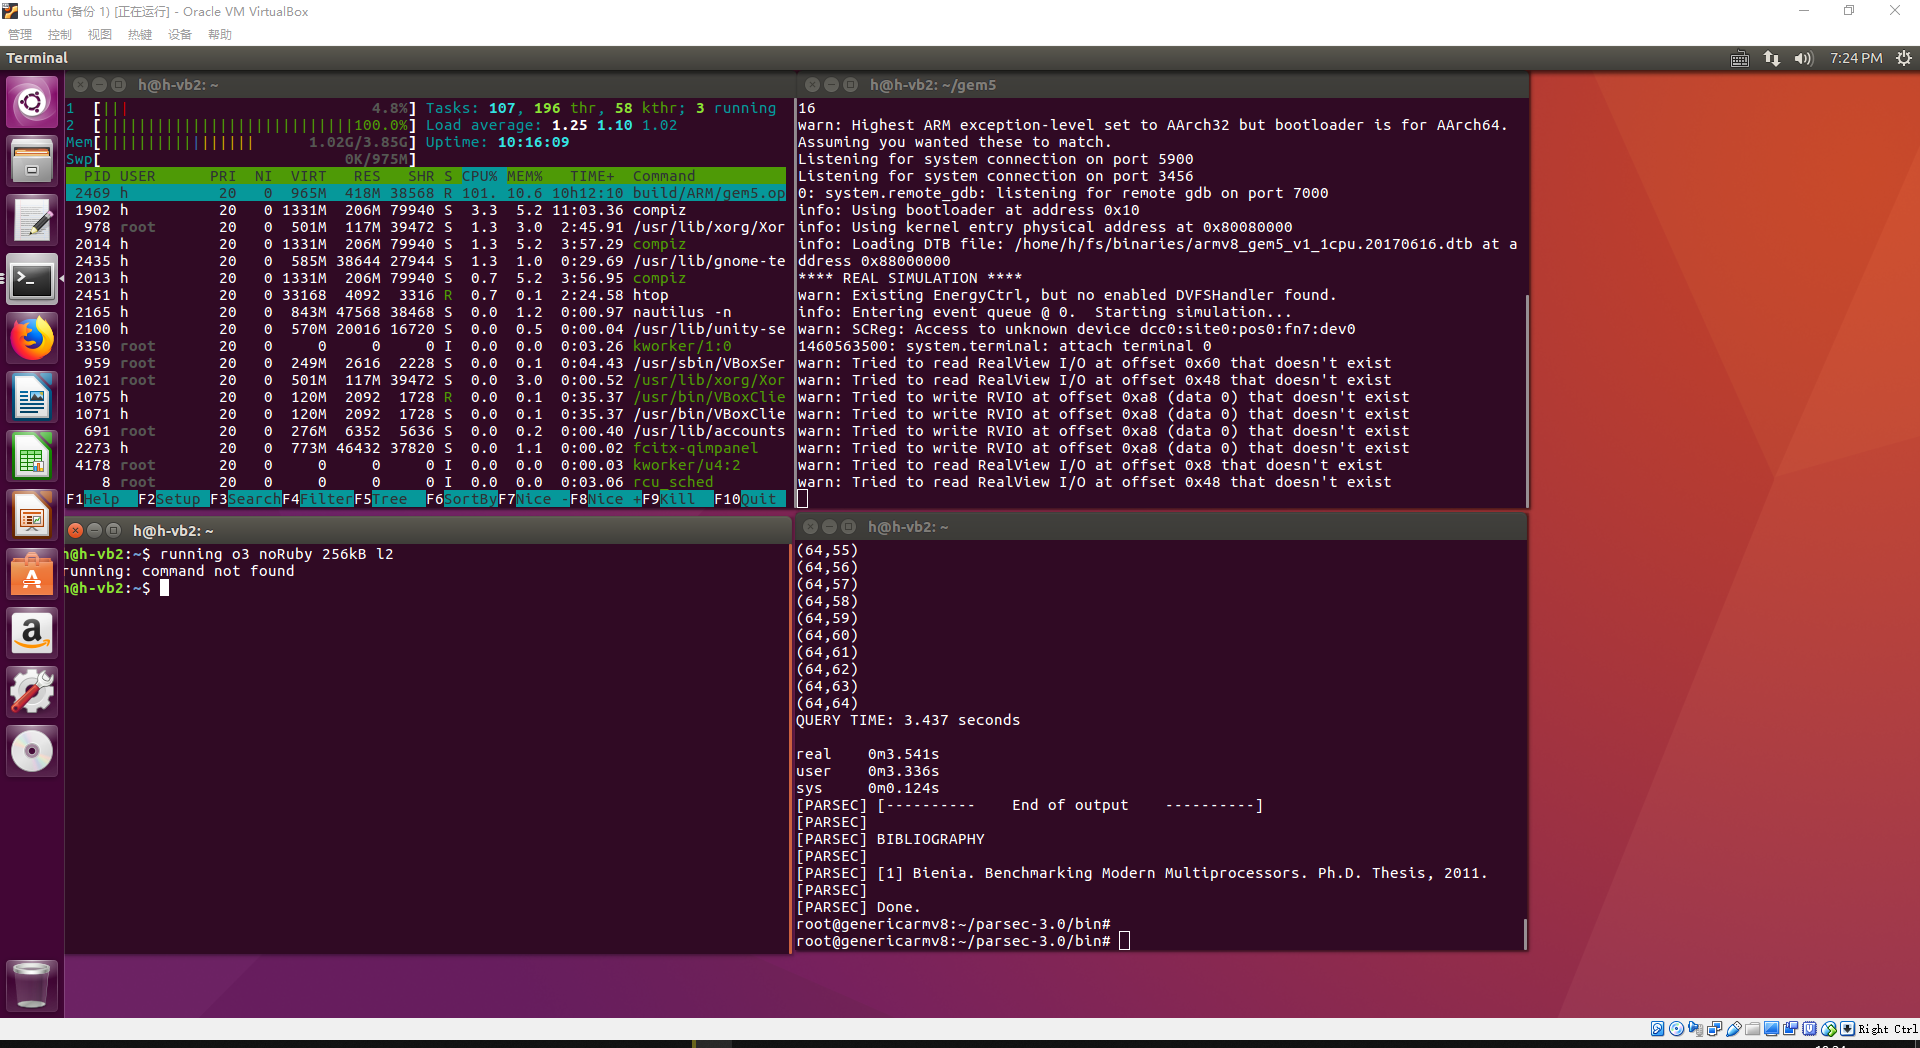 ubuntu (备份 1) [正在运行] - Oracle VM VirtualBox
管理 控制 视图 热键 设备 帮助
Terminal
7:24 PM
h@h-vb2: ~
1 [||| 4.8%] Tasks: 107, 196 thr, 58 kthr; 3 running
2 [||||||||||||||||||||||||||||100.0%] Load average: 1.25 1.10 1.02
Mem[||||||||||||||||| 1.02G/3.85G] Uptime: 10:16:09
Swp[ 0K/975M]
PID USER PRI NI VIRT RES SHR S CPU% MEM% TIME+ Command
2469 h 20 0 965M 418M 38568 R 101. 10.6 10h12:10 build/ARM/gem5.op
1902 h 20 0 1331M 206M 79940 S 3.3 5.2 11:03.36 compiz
978 root 20 0 501M 117M 39472 S 1.3 3.0 2:45.91 /usr/lib/xorg/Xor
2014 h 20 0 1331M 206M 79940 S 1.3 5.2 3:57.29 compiz
2435 h 20 0 585M 38644 27944 S 1.3 1.0 0:29.69 /usr/lib/gnome-te
2013 h 20 0 1331M 206M 79940 S 0.7 5.2 3:56.95 compiz
2451 h 20 0 33168 4092 3316 R 0.7 0.1 2:24.58 htop
2165 h 20 0 843M 47568 38468 S 0.0 1.2 0:00.97 nautilus -n
2100 h 20 0 570M 20016 16720 S 0.0 0.5 0:00.04 /usr/lib/unity-se
3350 root 20 0 0 0 0 I 0.0 0.0 0:03.26 kworker/1:0
959 root 20 0 249M 2616 2228 S 0.0 0.1 0:04.43 /usr/sbin/VBoxSer
1021 root 20 0 501M 117M 39472 S 0.0 3.0 0:00.52 /usr/lib/xorg/Xor
1075 h 20 0 120M 2092 1728 R 0.0 0.1 0:35.37 /usr/bin/VBoxClie
1071 h 20 0 120M 2092 1728 S 0.0 0.1 0:35.37 /usr/bin/VBoxClie
691 root 20 0 276M 6352 5636 S 0.0 0.2 0:00.40 /usr/lib/accounts
2273 h 20 0 773M 46432 37820 S 0.0 1.1 0:00.02 fcitx-qimpanel
4178 root 20 0 0 0 0 I 0.0 0.0 0:00.03 kworker/u4:2
8 root 20 0 0 0 0 I 0.0 0.0 0:03.06 rcu_sched
F1Help F2Setup F3SearchF4FilterF5Tree F6SortByF7Nice -F8Nice +F9Kill F10Quit
h@h-vb2: ~/gem5
16
warn: Highest ARM exception-level set to AArch32 but bootloader is for AArch64.
Assuming you wanted these to match.
Listening for system connection on port 5900
Listening for system connection on port 3456
0: system.remote_gdb: listening for remote gdb on port 7000
info: Using bootloader at address 0x10
info: Using kernel entry physical address at 0x80080000
info: Loading DTB file: /home/h/fs/binaries/armv8_gem5_v1_1cpu.20170616.dtb at a
ddress 0x88000000
**** REAL SIMULATION ****
warn: Existing EnergyCtrl, but no enabled DVFSHandler found.
info: Entering event queue @ 0. Starting simulation...
warn: SCReg: Access to unknown device dcc0:site0:pos0:fn7:dev0
1460563500: system.terminal: attach terminal 0
warn: Tried to read RealView I/O at offset 0x60 that doesn't exist
warn: Tried to read RealView I/O at offset 0x48 that doesn't exist
warn: Tried to write RVIO at offset 0xa8 (data 0) that doesn't exist
warn: Tried to write RVIO at offset 0xa8 (data 0) that doesn't exist
warn: Tried to write RVIO at offset 0xa8 (data 0) that doesn't exist
warn: Tried to write RVIO at offset 0xa8 (data 0) that doesn't exist
warn: Tried to read RealView I/O at offset 0x8 that doesn't exist
warn: Tried to read RealView I/O at offset 0x48 that doesn't exist
h@h-vb2: ~
h@h-vb2:~$ running o3 noRuby 256kB l2
running: command not found
h@h-vb2:~$
h@h-vb2: ~
(64,55)
(64,56)
(64,57)
(64,58)
(64,59)
(64,60)
(64,61)
(64,62)
(64,63)
(64,64)
QUERY TIME: 3.437 seconds
real 0m3.541s
user 0m3.336s
sys 0m0.124s
[PARSEC] [---------- End of output ----------]
[PARSEC]
[PARSEC] BIBLIOGRAPHY
[PARSEC]
[PARSEC] [1] Bienia. Benchmarking Modern Multiprocessors. Ph.D. Thesis, 2011.
[PARSEC]
[PARSEC] Done.
root@genericarmv8:~/parsec-3.0/bin#
root@genericarmv8:~/parsec-3.0/bin#
Right Ctrl